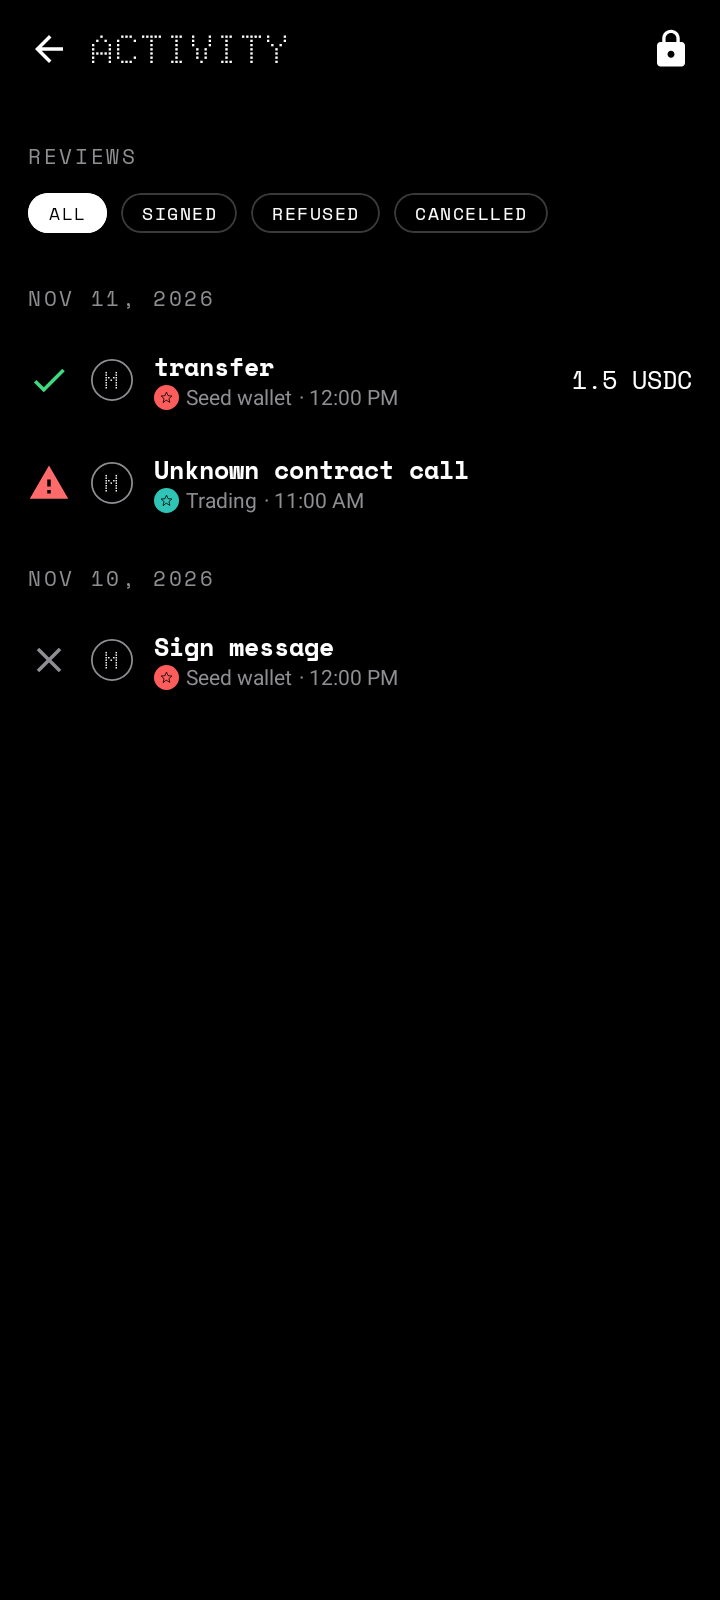 ACTIVITY
REVIEWS
ALL SIGNED REFUSED CANCELLED
NOV 11, 2026
M transfer 1.5 USDC
Seed wallet · 12:00 PM
M Unknown contract call
Trading · 11:00 AM
NOV 10, 2026
M Sign message
Seed wallet · 12:00 PM